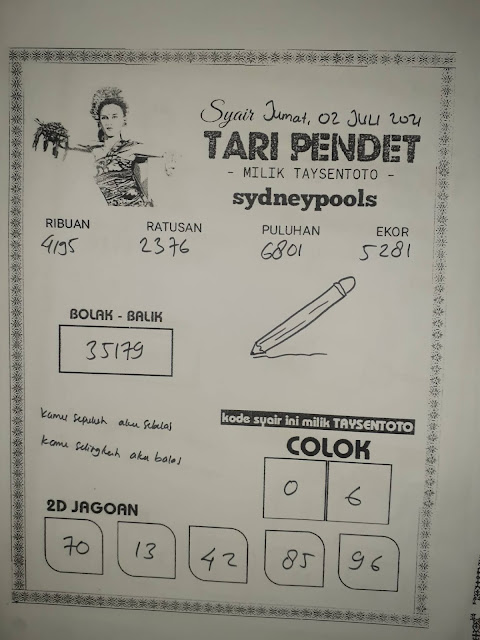 Syair Jumat, 02 JULI 2021
TARI PENDET
- MILIK TAYSENTOTO -
sydneypools
RIBUAN RATUSAN PULUHAN EKOR
4195 2376 6801 5281
BOLAK - BALIK
35179
kamu sepuluh aku sebelas
kamu selingkuh aku balas
kode syair ini milik TAYSENTOTO
COLOK
0 6
2D JAGOAN
70 13 42 85 96